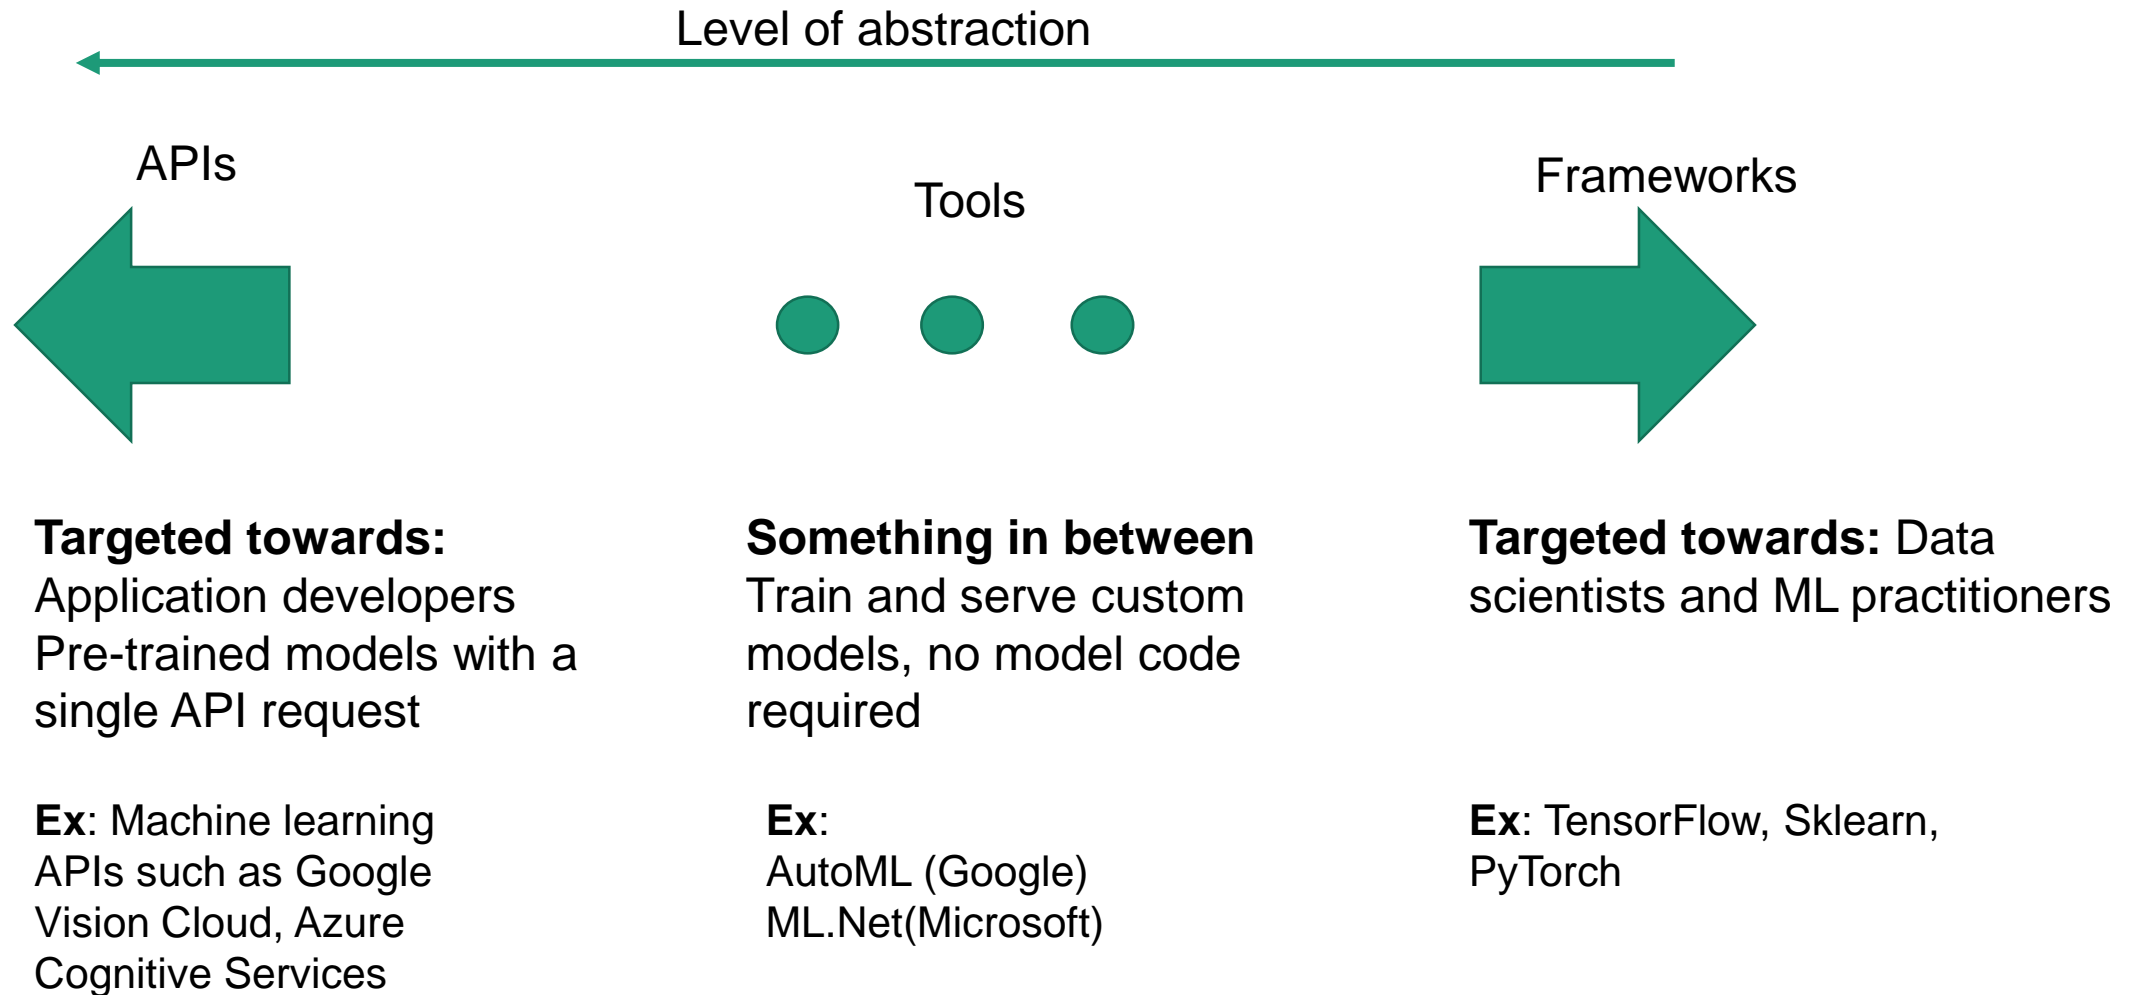 Level of abstraction
APIs
Tools
Frameworks
Targeted towards:
Application developers
Pre-trained models with a
single API request
Ex: Machine learning
APIs such as Google
Vision Cloud, Azure
Cognitive Services
Something in between
Train and serve custom
models, no model code
required
Ex:
AutoML (Google)
ML.Net(Microsoft)
Targeted towards: Data
scientists and ML practitioners
Ex: TensorFlow, Sklearn,
PyTorch